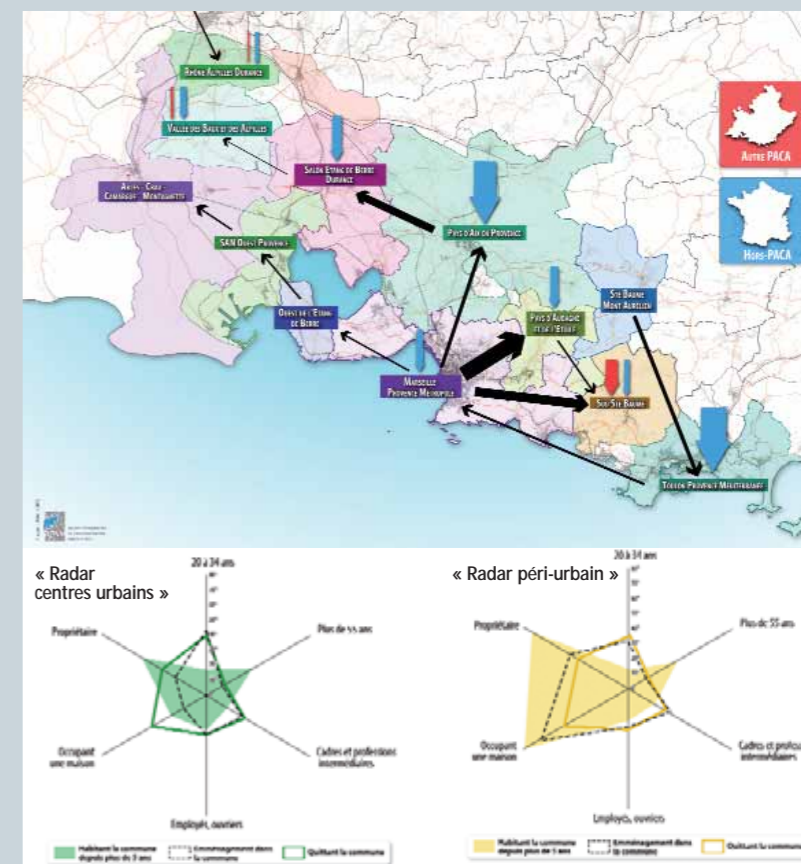 RHÔNE ALPILLES DURANCE
VALLÉE DES BAUX ET DES ALPILLES
SALON ETANG DE BERRE
DURANCE
ARLES - CRAU -
CAMARGUE - MONTAGNETTE
PAYS D'AIX EN PROVENCE
SAN OUEST PROVENCE
OUEST DE L'ETANG
DE BERRE
PAYS D'AUBAGNE
ET DE L'ETOILE
STE BAUME
MONT AURÉLIEN
MARSEILLE
PROVENCE MÉTROPOLE
SUD STE BAUME
TOULON PROVENCE MÉDITERRANÉE
AUTRE PACA
HORS-PACA
« Radar
centres urbains »
20 à 34 ans
Plus de 55 ans
Cadres et professions
intermédiaires
Employés, ouvriers
Occupant
une maison
Propriétaire
Habitant la commune
depuis plus de 5 ans
Emménageant dans
la commune
Quittant la commune
« Radar péri-urbain »
20 à 34 ans
Plus de 55 ans
Cadres et profess
intermédiaires
Employés, ouvriers
Occupant
une maison
Propriétaire
Habitant la commune
depuis plus de 5 ans
Emménageant dans
la commune
Quittant la commune